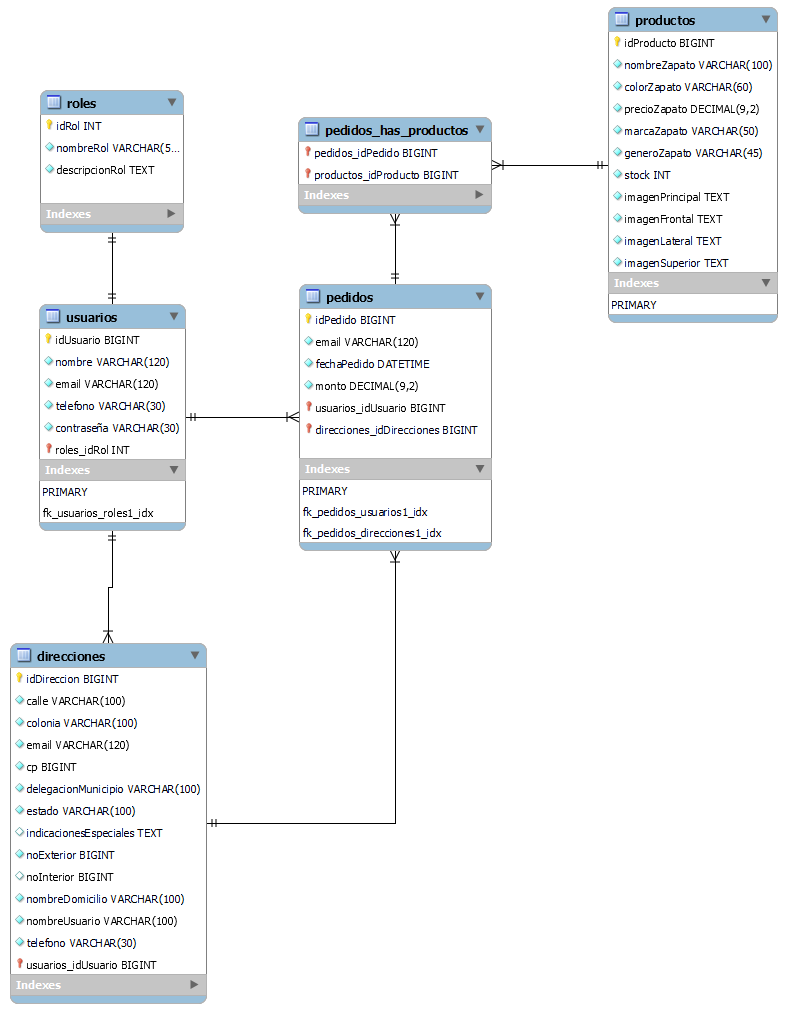 roles
idRol INT
nombreRol VARCHAR(5...
descripcionRol TEXT
Indexes
usuarios
idUsuario BIGINT
nombre VARCHAR(120)
email VARCHAR(120)
telefono VARCHAR(30)
contraseña VARCHAR(30)
roles_idRol INT
Indexes
PRIMARY
fk_usuarios_roles1_idx
direcciones
idDireccion BIGINT
calle VARCHAR(100)
colonia VARCHAR(100)
email VARCHAR(120)
cp BIGINT
delegacionMunicipio VARCHAR(100)
estado VARCHAR(100)
indicacionesEspeciales TEXT
noExterior BIGINT
noInterior BIGINT
nombreDomicilio VARCHAR(100)
nombreUsuario VARCHAR(100)
telefono VARCHAR(30)
usuarios_idUsuario BIGINT
Indexes
pedidos_has_productos
pedidos_idPedido BIGINT
productos_idProducto BIGINT
Indexes
pedidos
idPedido BIGINT
email VARCHAR(120)
fechaPedido DATETIME
monto DECIMAL(9,2)
usuarios_idUsuario BIGINT
direcciones_idDirecciones BIGINT
Indexes
PRIMARY
fk_pedidos_usuarios1_idx
fk_pedidos_direcciones1_idx
productos
idProducto BIGINT
nombreZapato VARCHAR(100)
colorZapato VARCHAR(60)
precioZapato DECIMAL(9,2)
marcaZapato VARCHAR(50)
generoZapato VARCHAR(45)
stock INT
imagenPrincipal TEXT
imagenFrontal TEXT
imagenLateral TEXT
imagenSuperior TEXT
Indexes
PRIMARY